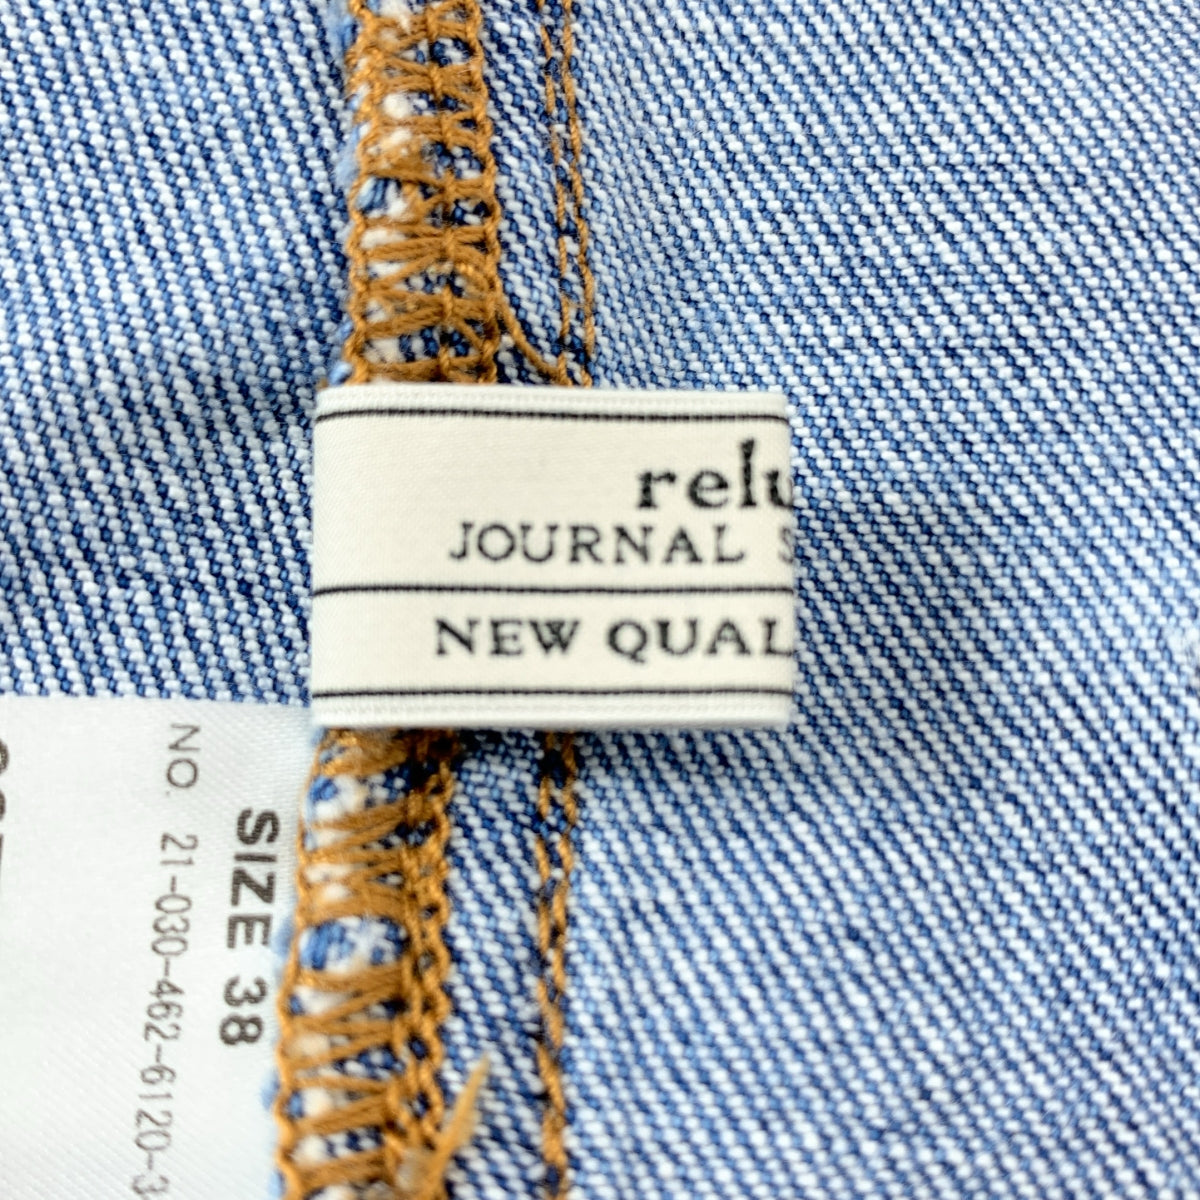 relu
JOURNAL S
NEW QUAL
NO. 21-030-462-6120-3
SIZE 38